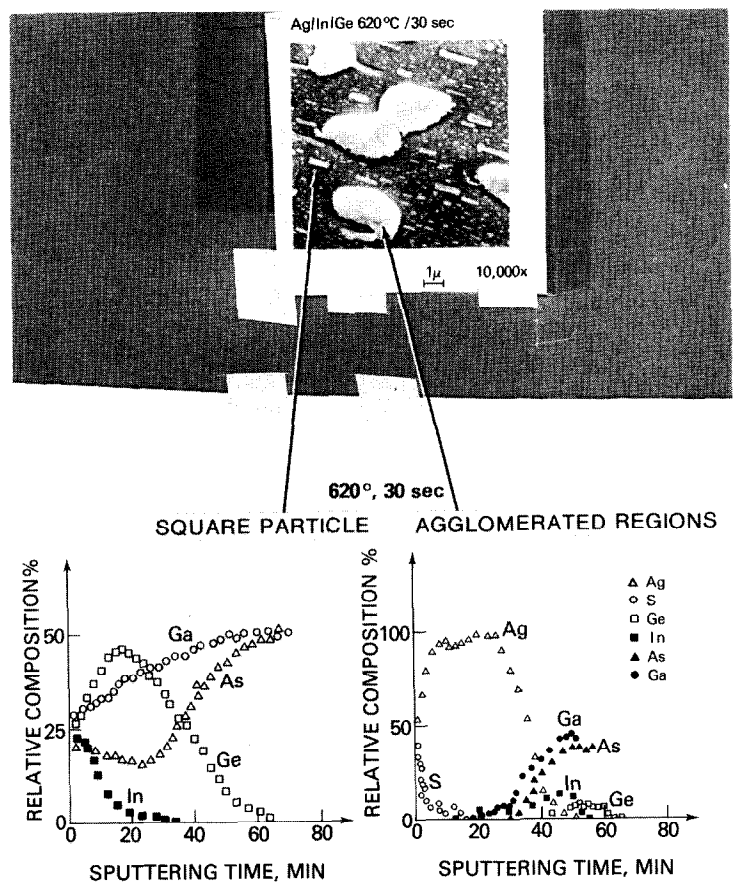 Ag/In/Ge 620°C /30 sec
1μ 10,000x
620°, 30 sec
SQUARE PARTICLE
AGGLOMERATED REGIONS
RELATIVE COMPOSITION %
50
25
0
Ga
As
Ge
In
0 20 40 60 80
SPUTTERING TIME, MIN
RELATIVE COMPOSITION %
100
50
0
Ag
S
Ga
As
In
Ge
△ Ag
○ S
□ Ge
■ In
▲ As
● Ga
0 20 40 60 80
SPUTTERING TIME, MIN